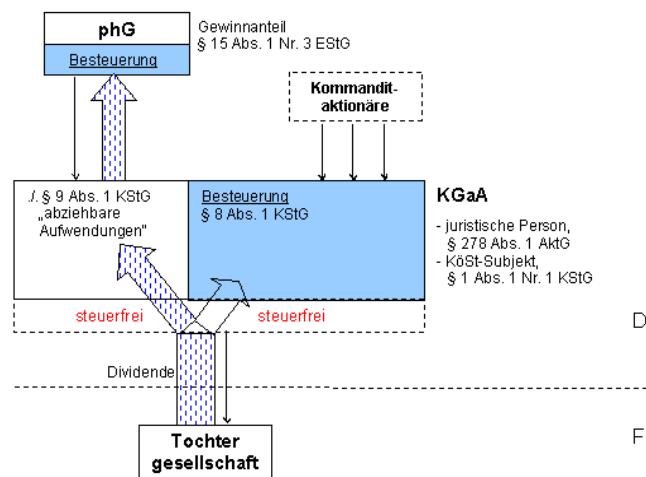 phG
Besteuerung
Gewinnanteil
§ 15 Abs. 1 Nr. 3 EStG
Kommandit-
aktionäre
./. § 9 Abs. 1 KStG
„abziehbare
Aufwendungen"
Besteuerung
§ 8 Abs. 1 KStG
KGaA
- juristische Person,
§ 278 Abs. 1 AktG
- KöSt-Subjekt,
§ 1 Abs. 1 Nr. 1 KStG
steuerfrei
steuerfrei
D
Dividende
F
Tochter
gesellschaft